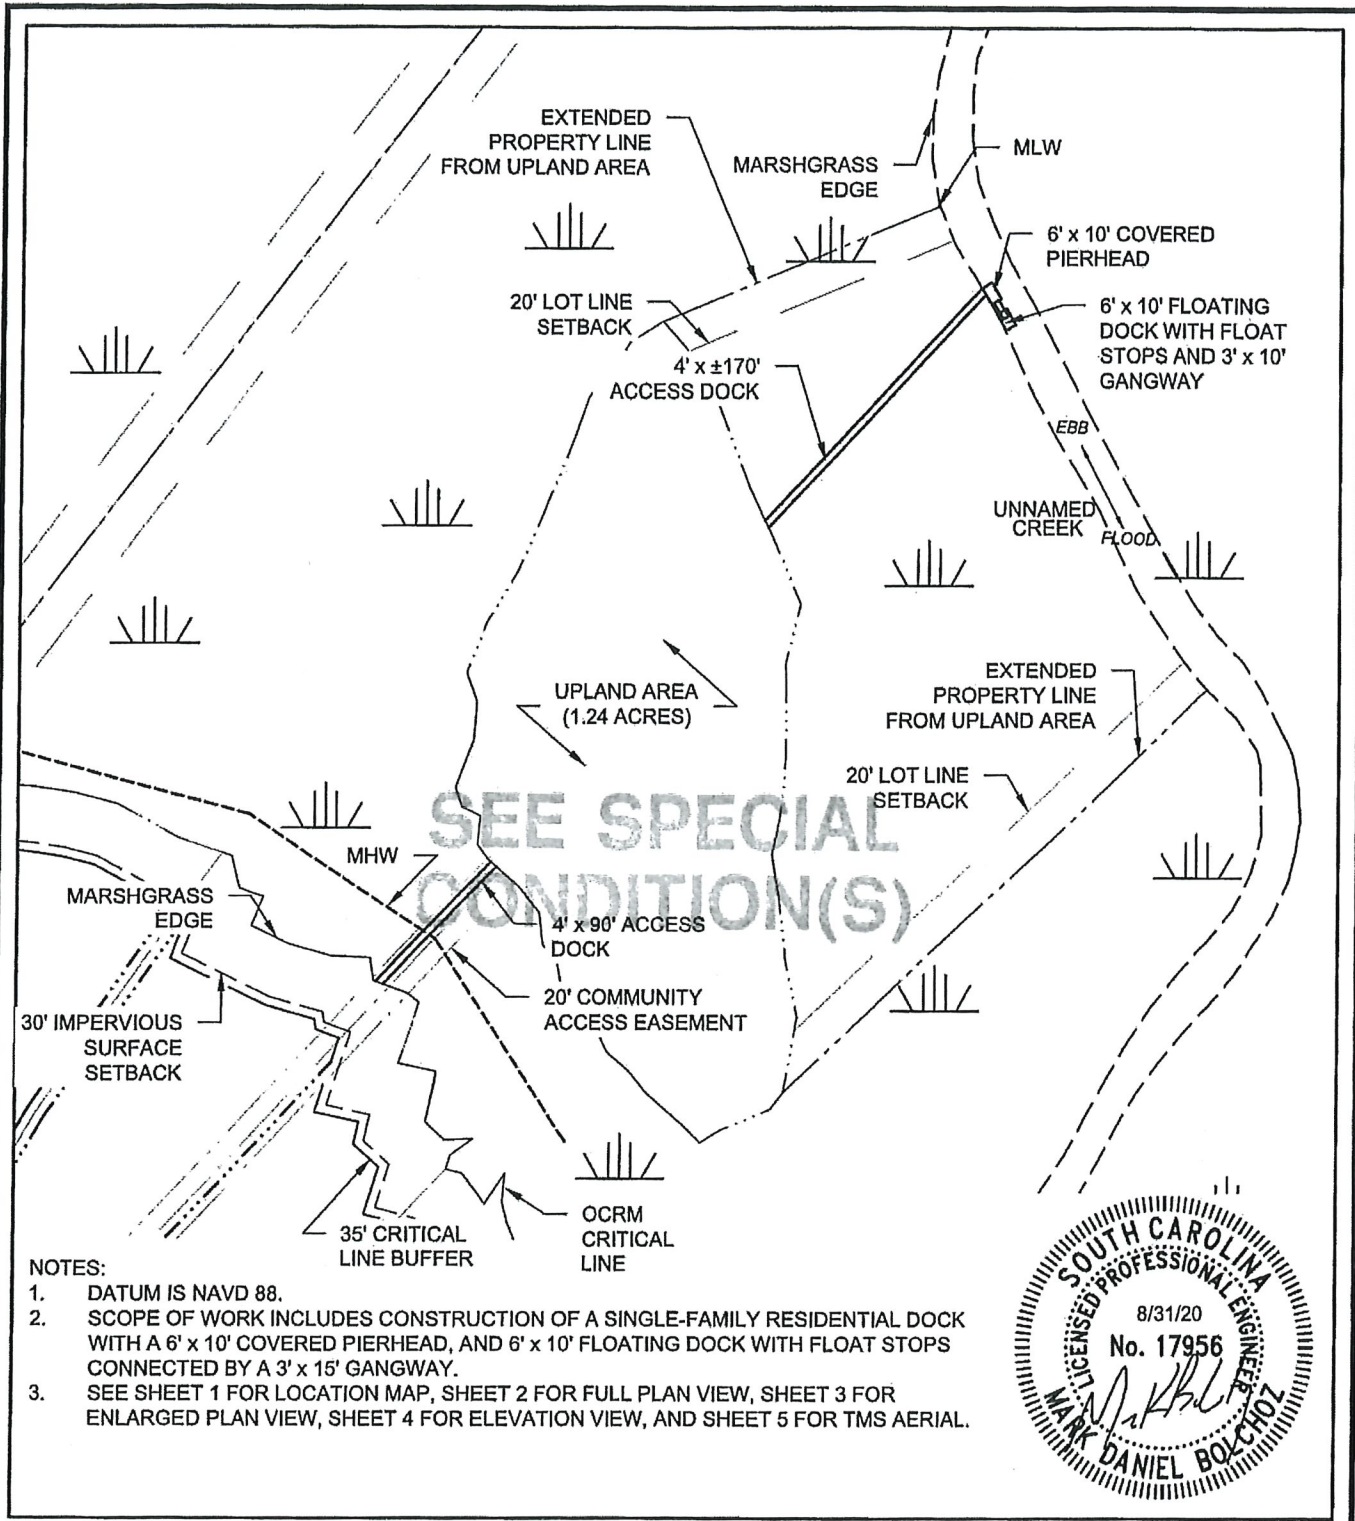 EXTENDED
PROPERTY LINE
FROM UPLAND AREA
MARSHGRASS
EDGE
MLW
6' x 10' COVERED
PIERHEAD
20' LOT LINE
SETBACK
6' x 10' FLOATING
DOCK WITH FLOAT
STOPS AND 3' x 10'
GANGWAY
4' x ±170'
ACCESS DOCK
EBB
UNNAMED
CREEK
FLOOD
UPLAND AREA
(1.24 ACRES)
EXTENDED
PROPERTY LINE
FROM UPLAND AREA
20' LOT LINE
SETBACK
SEE SPECIAL
CONDITION(S)
MHW
MARSHGRASS
EDGE
4' x 90' ACCESS
DOCK
20' COMMUNITY
ACCESS EASEMENT
30' IMPERVIOUS
SURFACE
SETBACK
35' CRITICAL
LINE BUFFER
OCRM
CRITICAL
LINE
NOTES:
1. DATUM IS NAVD 88.
2. SCOPE OF WORK INCLUDES CONSTRUCTION OF A SINGLE-FAMILY RESIDENTIAL DOCK
WITH A 6' x 10' COVERED PIERHEAD, AND 6' x 10' FLOATING DOCK WITH FLOAT STOPS
CONNECTED BY A 3' x 15' GANGWAY.
3. SEE SHEET 1 FOR LOCATION MAP, SHEET 2 FOR FULL PLAN VIEW, SHEET 3 FOR
ENLARGED PLAN VIEW, SHEET 4 FOR ELEVATION VIEW, AND SHEET 5 FOR TMS AERIAL.
SOUTH CAROLINA
LICENSED PROFESSIONAL ENGINEER
8/31/20
No. 17956
MARK DANIEL BOLCHOZ